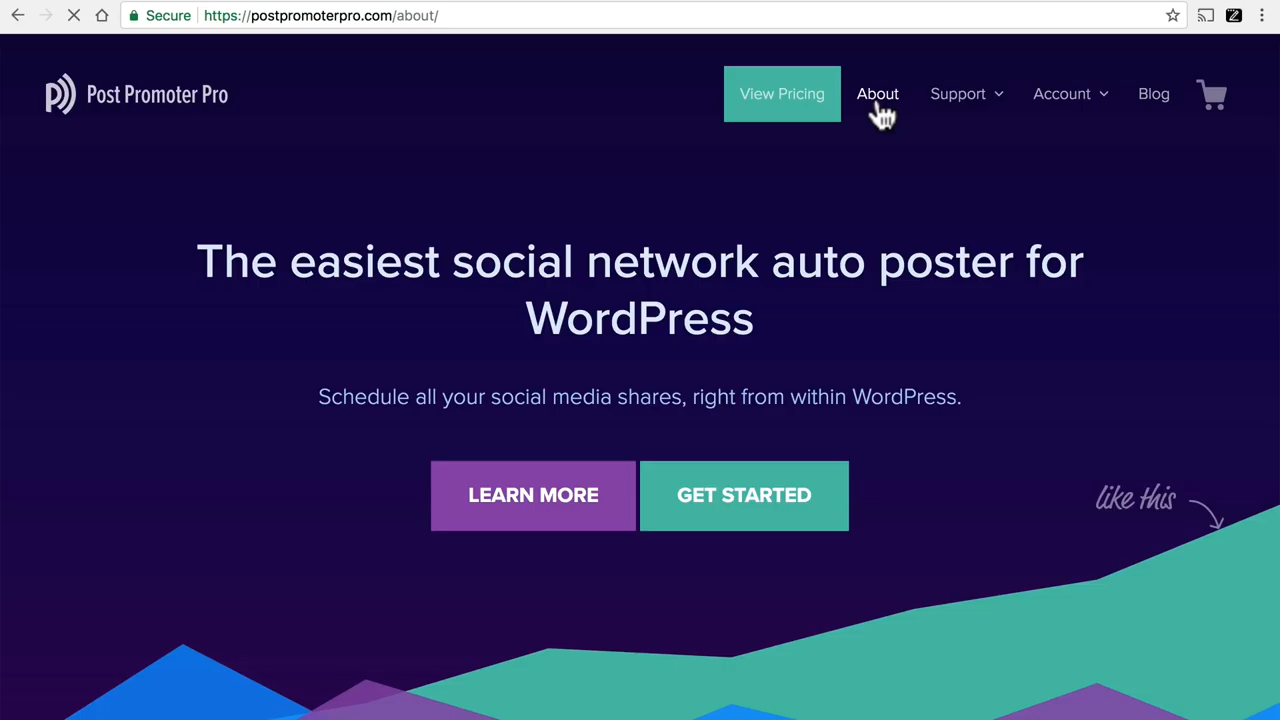 Secure https://postpromoterpro.com/about/
Post Promoter Pro
View Pricing
About
Support
Account
Blog
The easiest social network auto poster for
WordPress
Schedule all your social media shares, right from within WordPress.
LEARN MORE
GET STARTED
like this